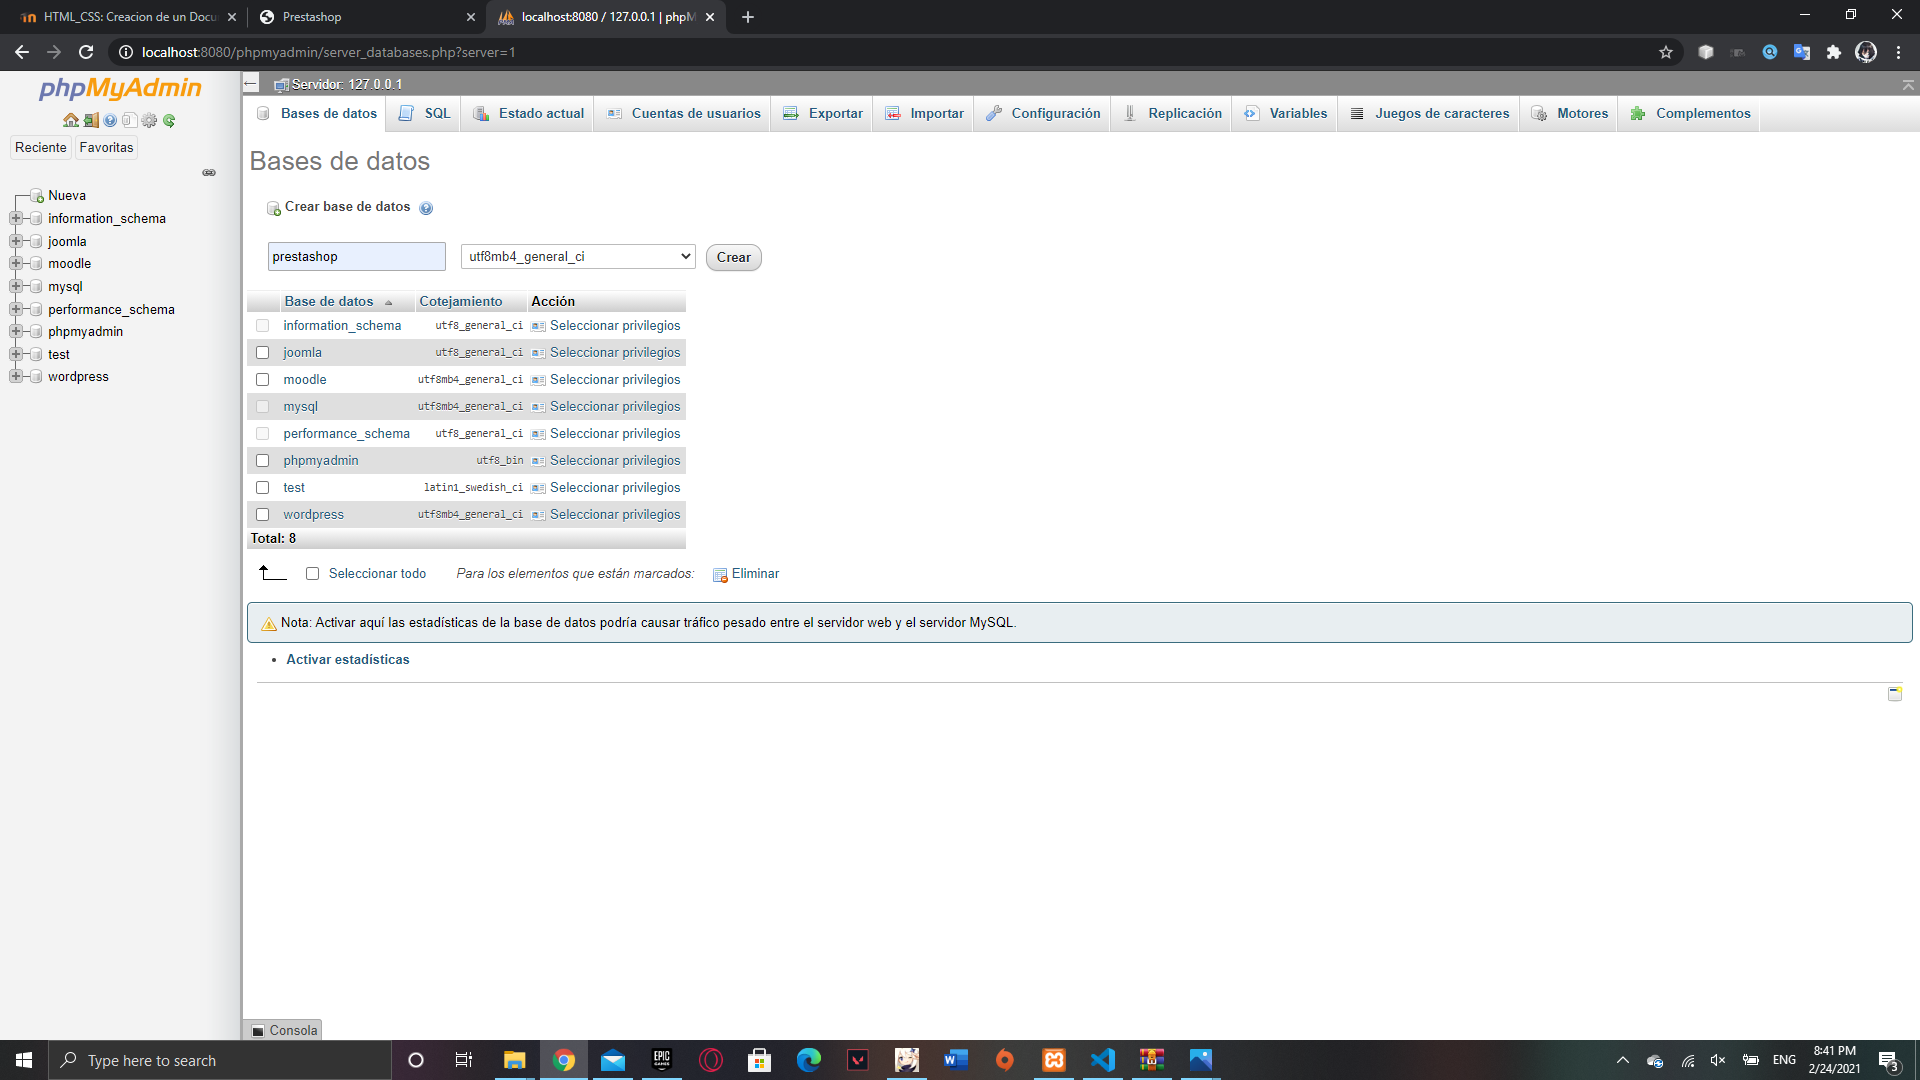 HTML_CSS: Creacion de un Docu
Prestashop
localhost:8080 / 127.0.0.1 | phpM
localhost:8080/phpmyadmin/server_databases.php?server=1
phpMyAdmin
Reciente
Favoritas
Nueva
information_schema
joomla
moodle
mysql
performance_schema
phpmyadmin
test
wordpress
Servidor: 127.0.0.1
Bases de datos
SQL
Estado actual
Cuentas de usuarios
Exportar
Importar
Configuración
Replicación
Variables
Juegos de caracteres
Motores
Complementos
Bases de datos
Crear base de datos
prestashop
utf8mb4_general_ci
Crear
Base de datos Cotejamiento Acción
information_schema utf8_general_ci Seleccionar privilegios
joomla utf8_general_ci Seleccionar privilegios
moodle utf8mb4_general_ci Seleccionar privilegios
mysql utf8mb4_general_ci Seleccionar privilegios
performance_schema utf8_general_ci Seleccionar privilegios
phpmyadmin utf8_bin Seleccionar privilegios
test latin1_swedish_ci Seleccionar privilegios
wordpress utf8mb4_general_ci Seleccionar privilegios
Total: 8
Seleccionar todo
Para los elementos que están marcados:
Eliminar
Nota: Activar aquí las estadísticas de la base de datos podría causar tráfico pesado entre el servidor web y el servidor MySQL.
Activar estadísticas
Consola
Type here to search
EPIC GAMES
ENG
8:41 PM
2/24/2021
3